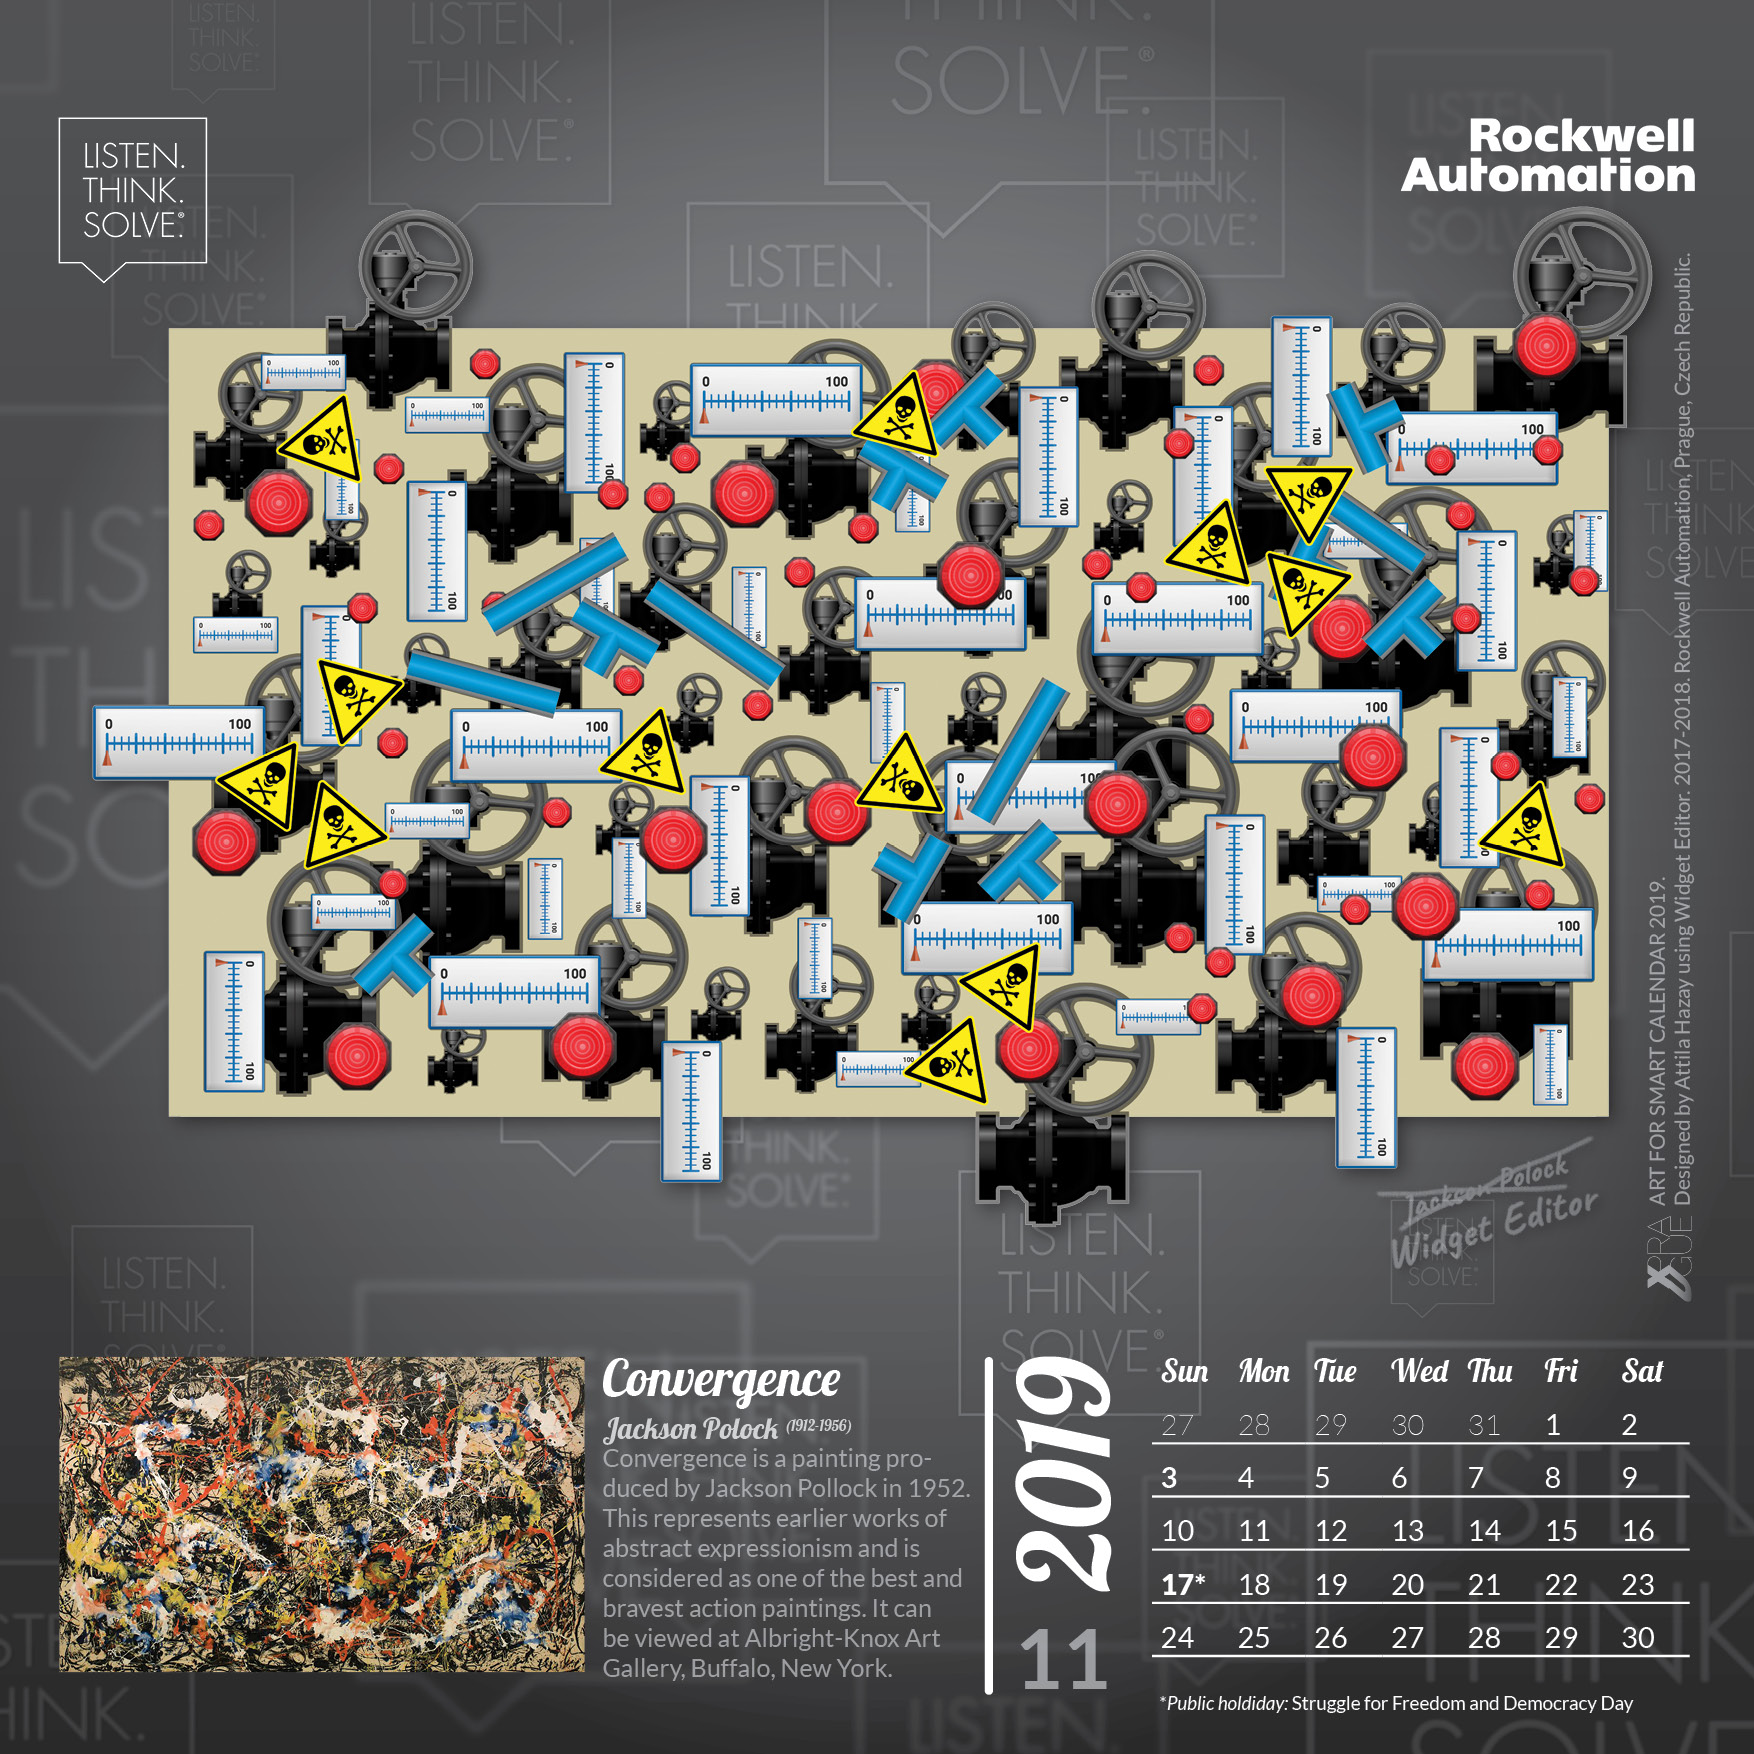 LISTEN.
THINK.
SOLVE.®
Rockwell
Automation
ART FOR SMART CALENDAR 2019.
Designed by Attila Hazay using Widget Editor. 2017-2018. Rockwell Automation, Prague, Czech Republic.
PRA
GUE
Jackson Polock
Widget Editor
0 100
Convergence
Jackson Polock (1912-1956)
Convergence is a painting pro-
duced by Jackson Pollock in 1952.
This represents earlier works of
abstract expressionism and is
considered as one of the best and
bravest action paintings. It can
be viewed at Albright-Knox Art
Gallery, Buffalo, New York.
2019
11
Sun Mon Tue Wed Thu Fri Sat
27 28 29 30 31 1 2
3 4 5 6 7 8 9
10 11 12 13 14 15 16
17* 18 19 20 21 22 23
24 25 26 27 28 29 30
*Public holdiday: Struggle for Freedom and Democracy Day